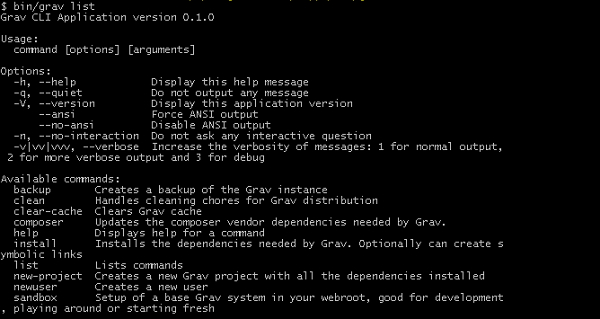 $ bin/grav list
Grav CLI Application version 0.1.0
Usage:
command [options] [arguments]
Options:
-h, --help Display this help message
-q, --quiet Do not output any message
-V, --version Display this application version
--ansi Force ANSI output
--no-ansi Disable ANSI output
-n, --no-interaction Do not ask any interactive question
-v|vv|vvv, --verbose Increase the verbosity of messages: 1 for normal output,
2 for more verbose output and 3 for debug
Available commands:
backup Creates a backup of the Grav instance
clean Handles cleaning chores for Grav distribution
clear-cache Clears Grav cache
composer Updates the composer vendor dependencies needed by Grav.
help Displays help for a command
install Installs the dependencies needed by Grav. Optionally can create s
ymbolic links
list Lists commands
new-project Creates a new Grav project with all the dependencies installed
newuser Creates a new user
sandbox Setup of a base Grav system in your webroot, good for development
, playing around or starting fresh